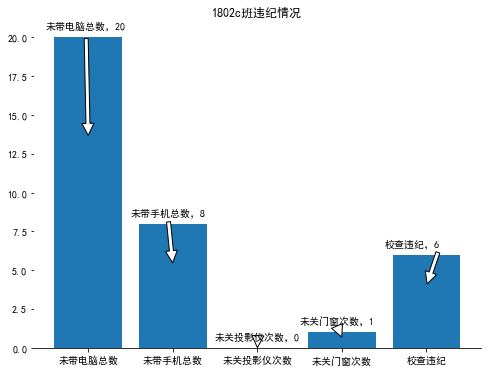 1802c班违纪情况
未带电脑总数, 20
未带手机总数, 8
未关投影仪次数, 0
未关门窗次数, 1
校查违纪, 6
20.0
17.5
15.0
12.5
10.0
7.5
5.0
2.5
0.0
未带电脑总数
未带手机总数
未关投影仪次数
未关门窗次数
校查违纪